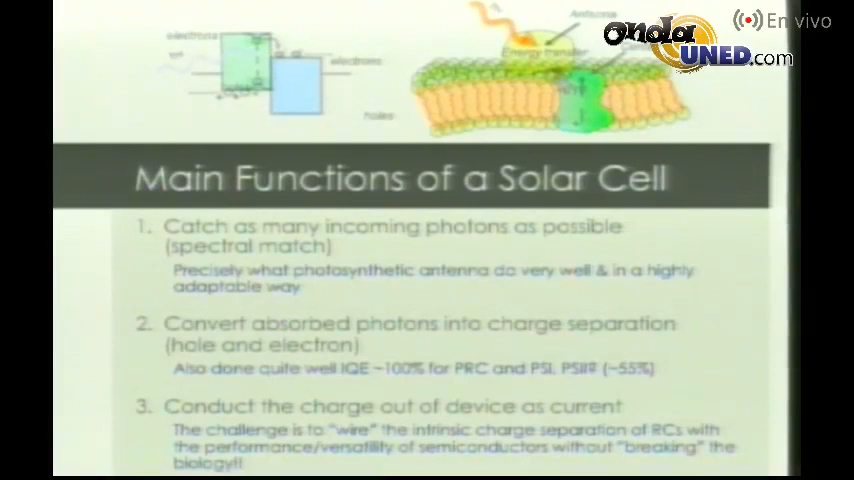 electrons
electrons
holes
Antenna
Energy transfer
onda
UNED.com
En vivo
Main Functions of a Solar Cell
1. Catch as many incoming photons as possible
(spectral match)
Precisely what photosynthetic antenna do very well & in a highly
adaptable way
2. Convert absorbed photons into charge separation
(hole and electron)
Also done quite well IQE ~100% for PRC and PSI, (~55%)
3. Conduct the charge out of device as current
The challenge is to "wire" the intrinsic charge separation of RCs with
the performance/versatility of semiconductors without "breaking" the
biology!!